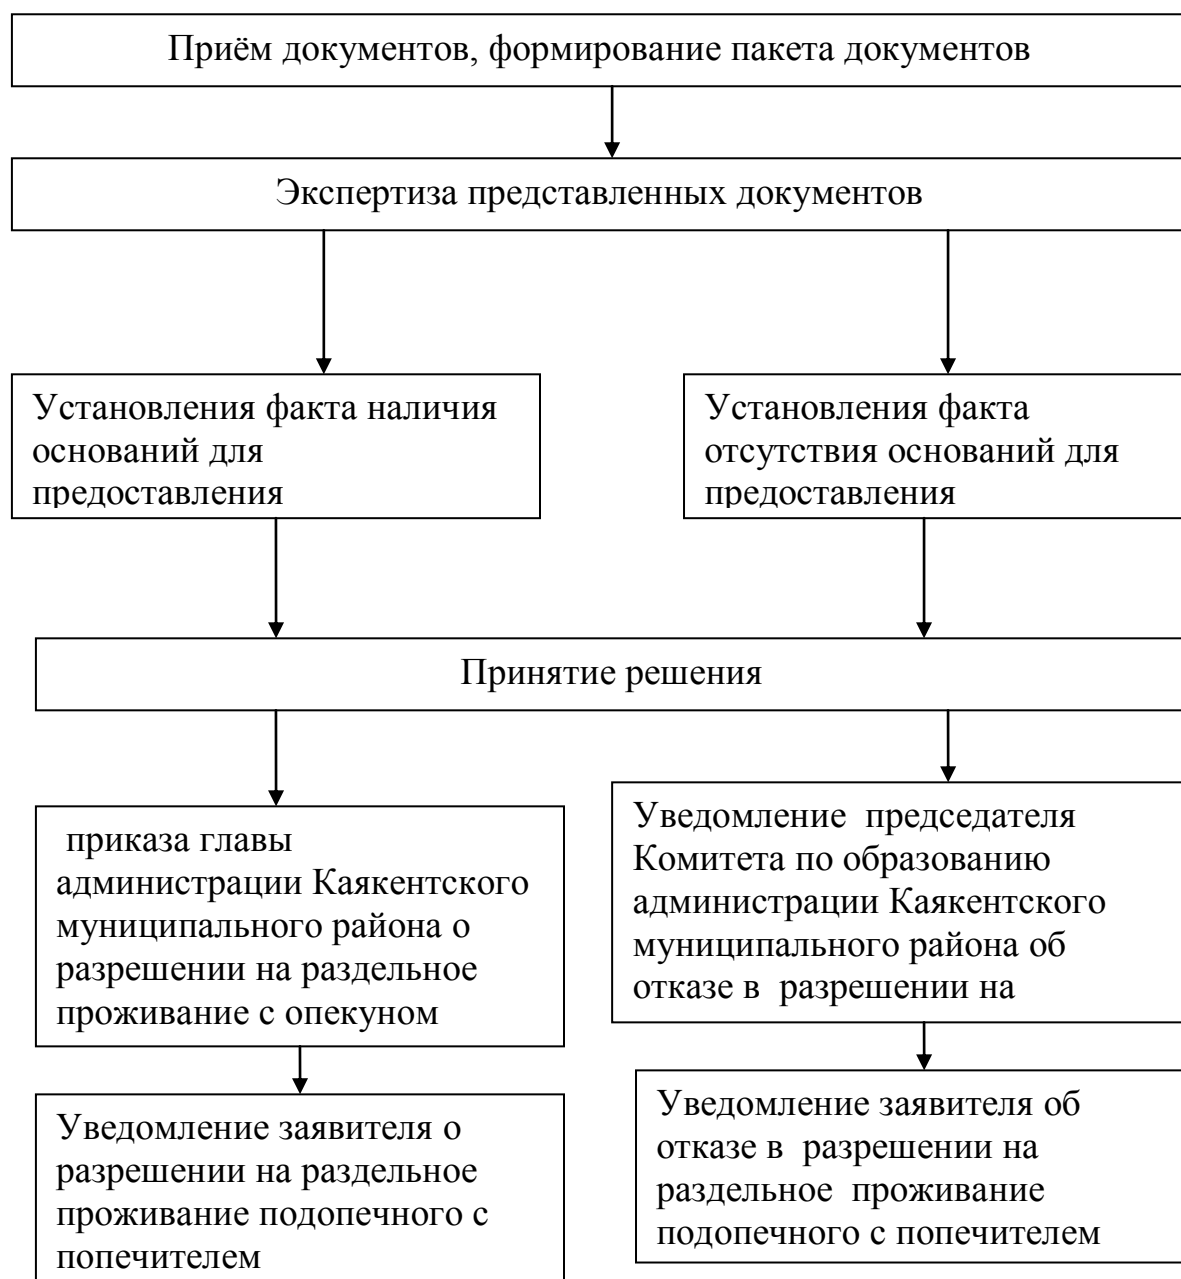 Приём документов, формирование пакета документов
Экспертиза представленных документов
Установления факта наличия
оснований для
предоставления
Установления факта
отсутствия оснований для
предоставления
Принятие решения
приказа главы
администрации Каякентского
муниципального района о
разрешении на раздельное
проживание с опекуном
Уведомление председателя
Комитета по образованию
администрации Каякентского
муниципального района об
отказе в разрешении на
Уведомление заявителя о
разрешении на раздельное
проживание подопечного с
попечителем
Уведомление заявителя об
отказе в разрешении на
раздельное проживание
подопечного с попечителем